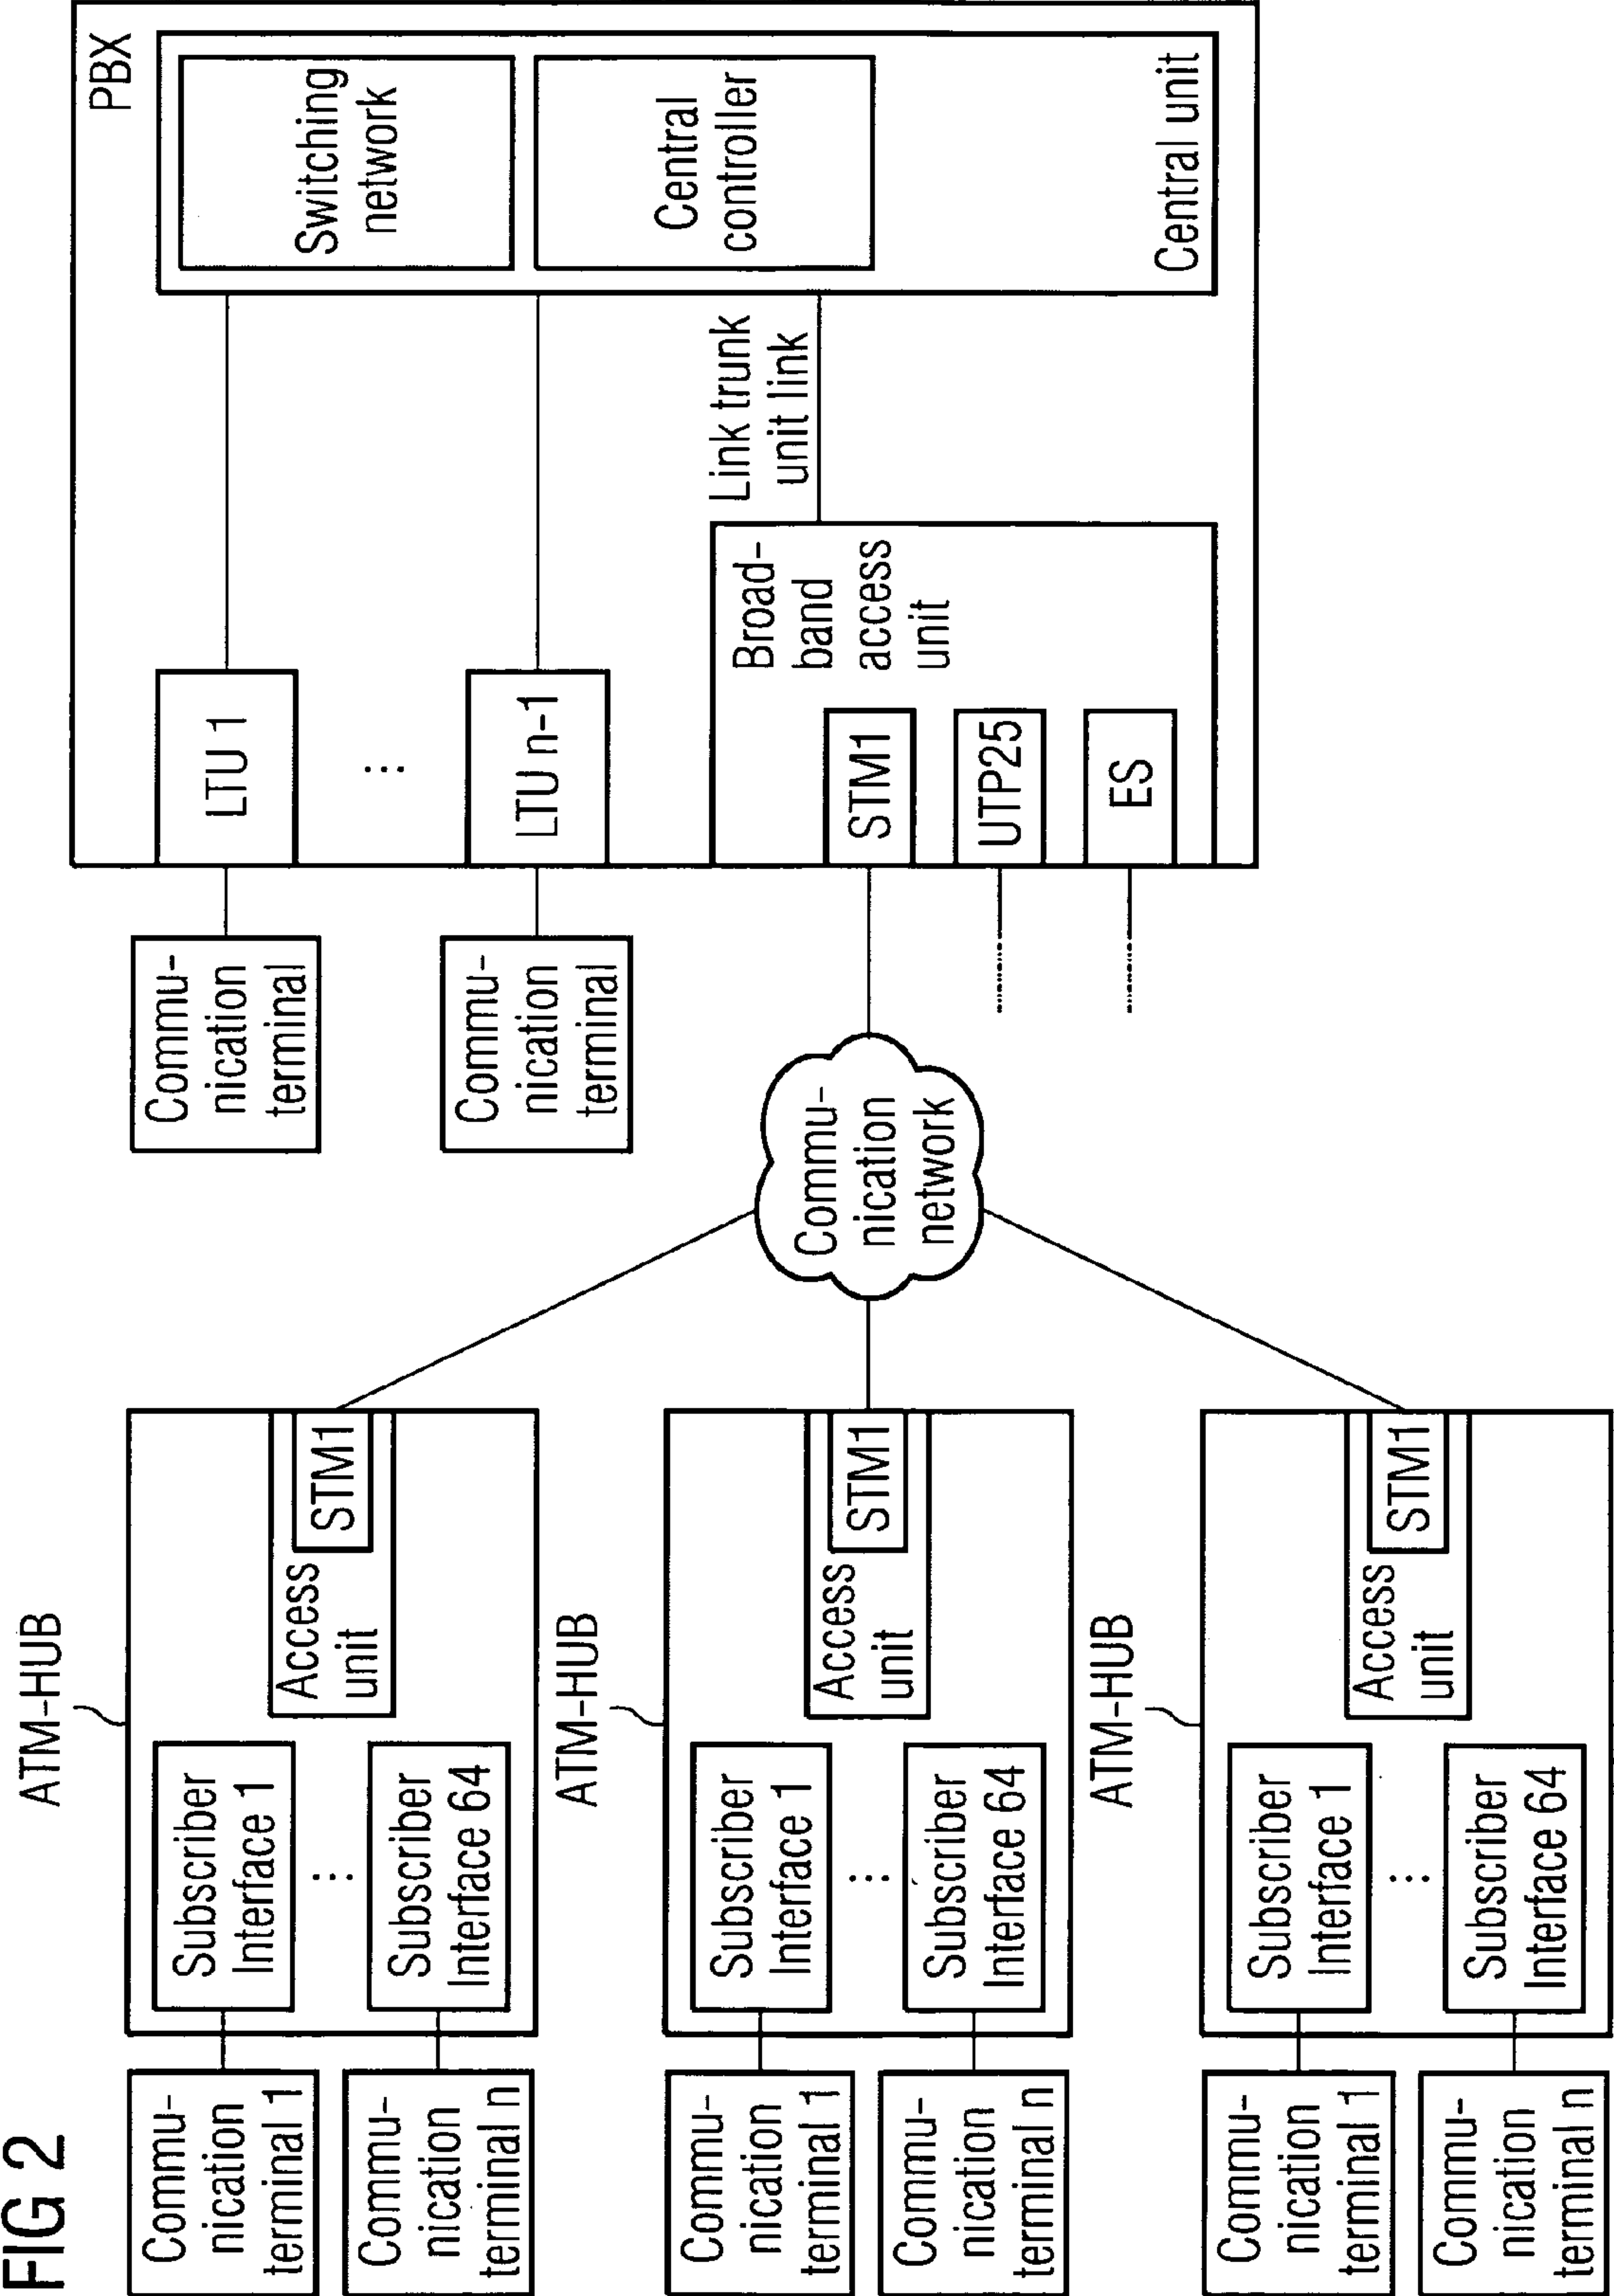 FIG 2
ATM-HUB
Commu-
nication
terminal 1
Commu-
nication
terminal n
Subscriber
Interface 1
...
Subscriber
Interface 64
Access
unit
STM1
ATM-HUB
Commu-
nication
terminal 1
Commu-
nication
terminal n
Subscriber
Interface 1
...
Subscriber
Interface 64
Access
unit
STM1
ATM-HUB
Commu-
nication
terminal 1
Commu-
nication
terminal n
Subscriber
Interface 1
...
Subscriber
Interface 64
Access
unit
STM1
Commu-
nication
network
Commu-
nication
terminal
Commu-
nication
terminal
PBX
LTU 1
...
LTU n-1
Broad-
band
access
unit
STM1
UTP25
ES
Link trunk
unit link
Switching
network
Central
controller
Central unit